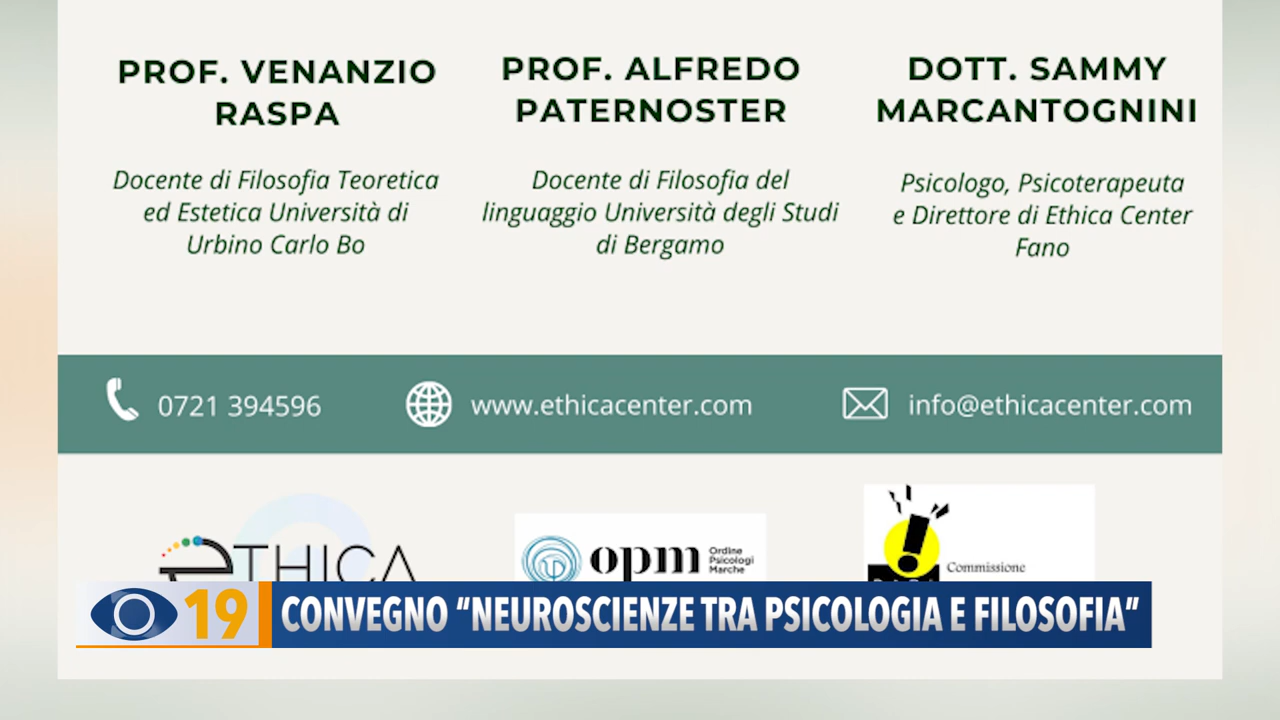 PROF. VENANZIO
RASPA
Docente di Filosofia Teoretica
ed Estetica Università di
Urbino Carlo Bo
PROF. ALFREDO
PATERNOSTER
Docente di Filosofia del
linguaggio Università degli Studi
di Bergamo
DOTT. SAMMY
MARCANTOGNINI
Psicologo, Psicoterapeuta
e Direttore di Ethica Center
Fano
0721 394596
www.ethicacenter.com
info@ethicacenter.com
eTHICA
opm
Ordine
Psicologi
Marche
Commissione
19
CONVEGNO “NEUROSCIENZE TRA PSICOLOGIA E FILOSOFIA”